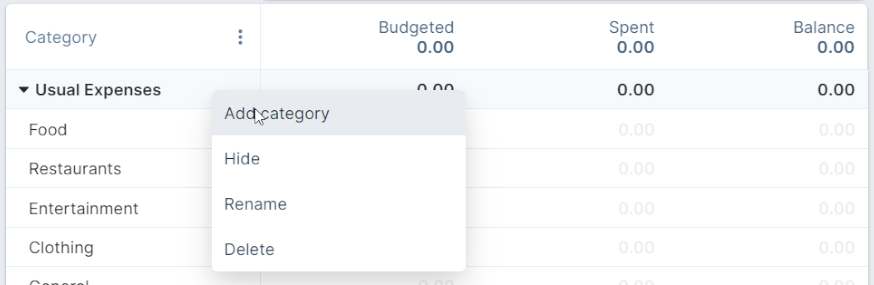 Category
Budgeted Spent Balance
0.00 0.00 0.00
Usual Expenses 0.00 0.00 0.00
Add category
Food 0.00 0.00
Hide
Restaurants 0.00 0.00
Rename
Entertainment 0.00 0.00
Clothing 0.00 0.00
Delete
General 0.00 0.00 0.00